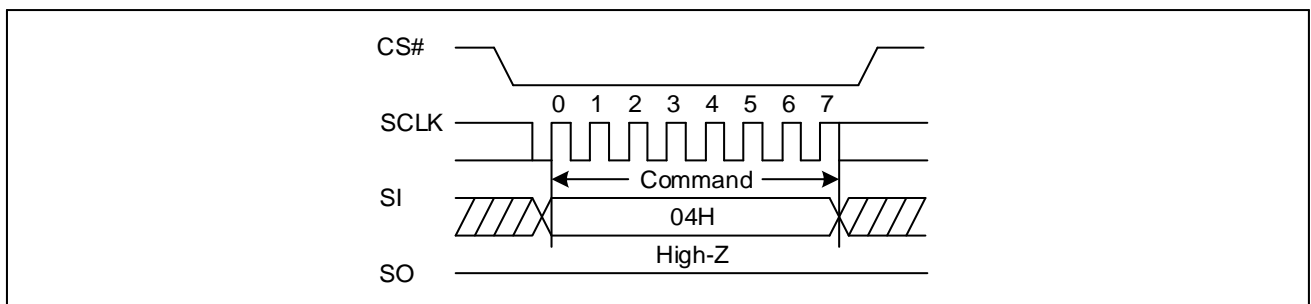 CS#
0 1 2 3 4 5 6 7
SCLK
Command
SI
04H
High-Z
SO